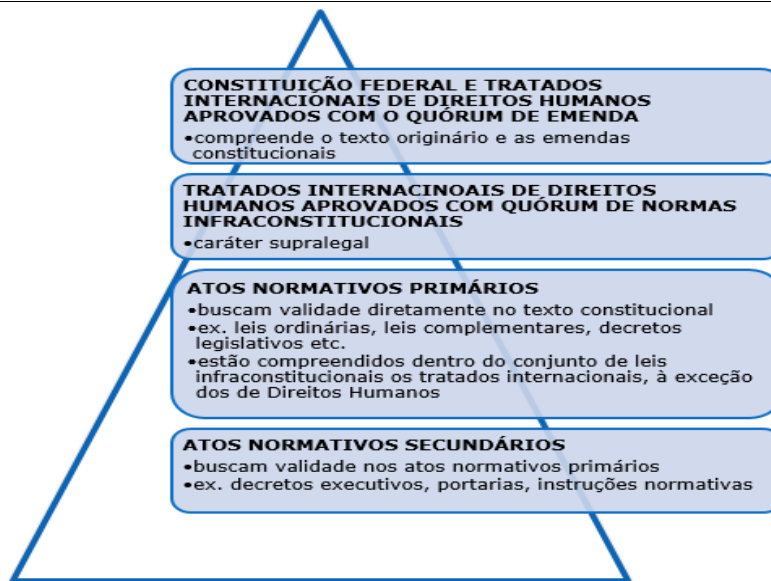 CONSTITUIÇÃO FEDERAL E TRATADOS
INTERNACIONAIS DE DIREITOS HUMANOS
APROVADOS COM O QUÓRUM DE EMENDA
•compreende o texto originário e as emendas
constitucionais
TRATADOS INTERNACINOAIS DE DIREITOS
HUMANOS APROVADOS COM QUÓRUM DE NORMAS
INFRACONSTITUCIONAIS
•caráter supralegal
ATOS NORMATIVOS PRIMÁRIOS
•buscam validade diretamente no texto constitucional
•ex. leis ordinárias, leis complementares, decretos
legislativos etc.
•estão compreendidos dentro do conjunto de leis
infraconstitucionais os tratados internacionais, à exceção
dos de Direitos Humanos
ATOS NORMATIVOS SECUNDÁRIOS
•buscam validade nos atos normativos primários
•ex. decretos executivos, portarias, instruções normativas